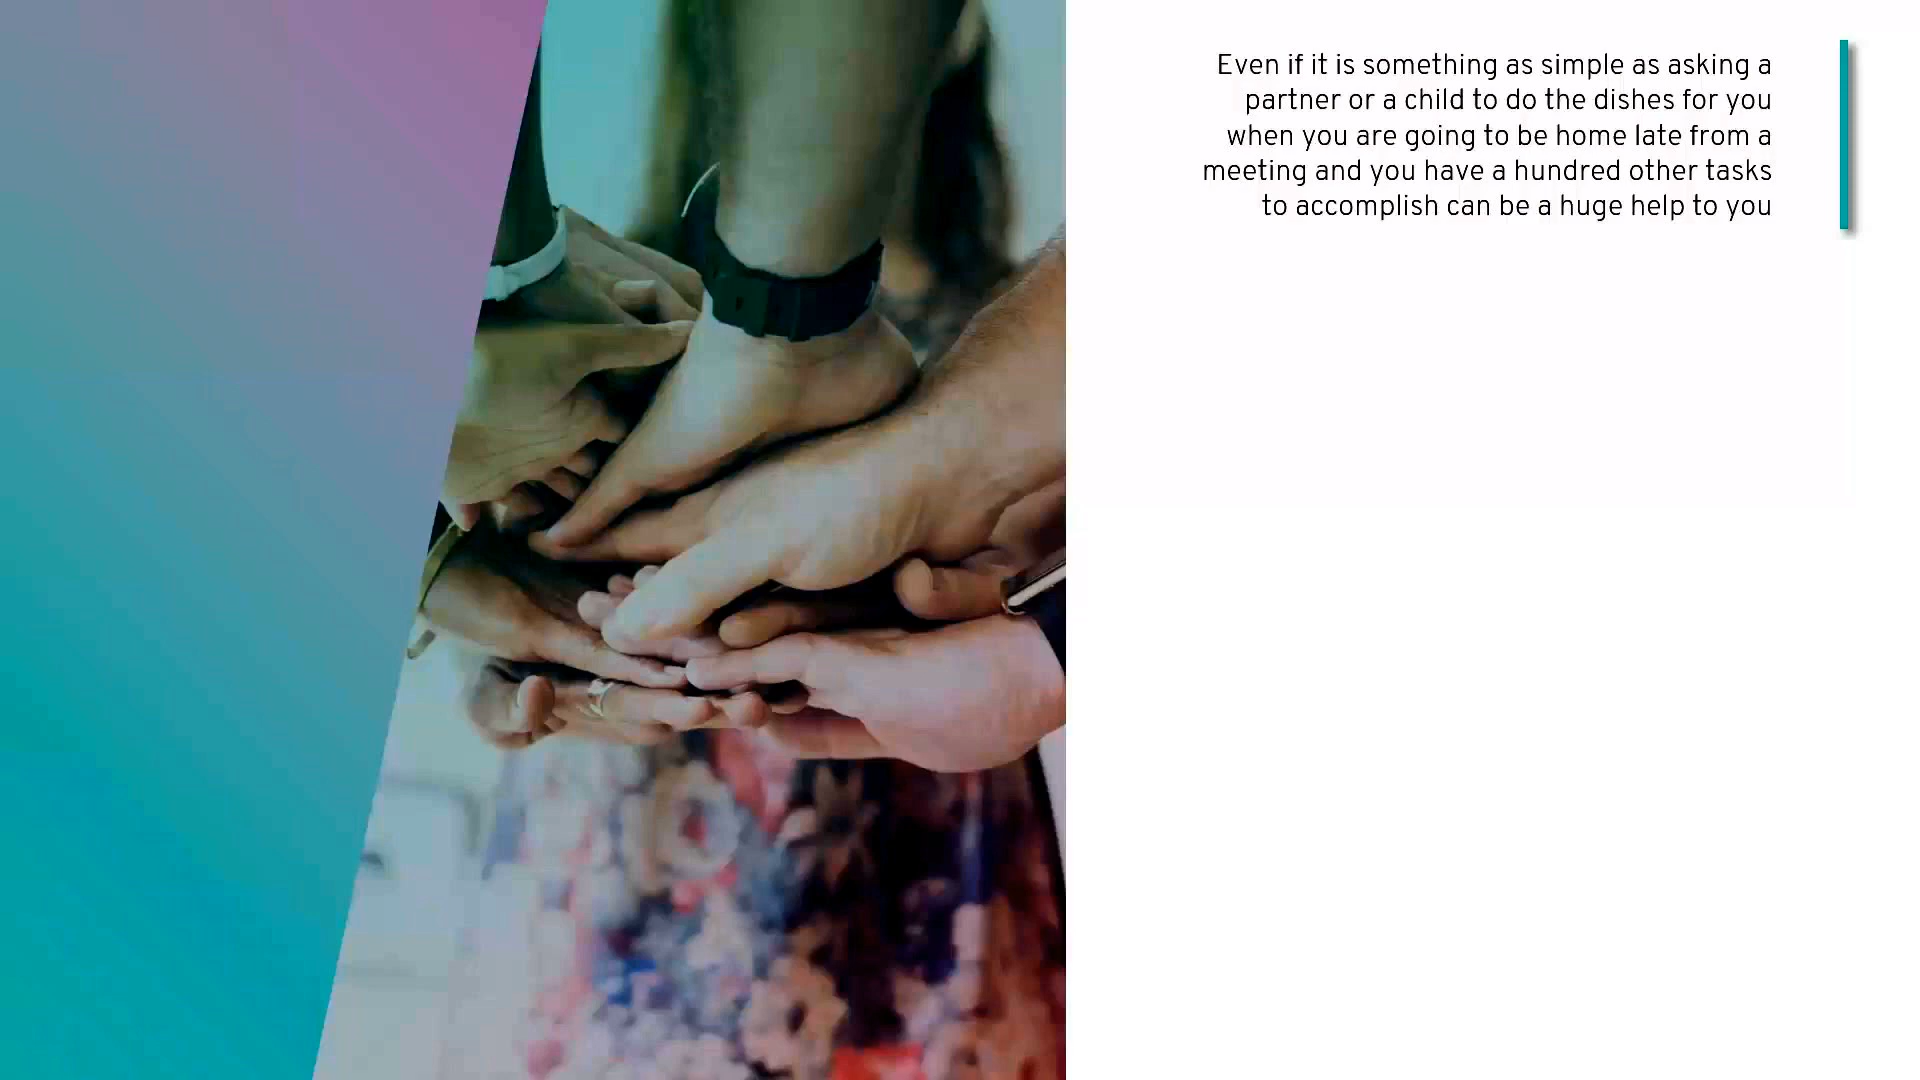 Even if it is something as simple as asking a
partner or a child to do the dishes for you
when you are going to be home late from a
meeting and you have a hundred other tasks
to accomplish can be a huge help to you